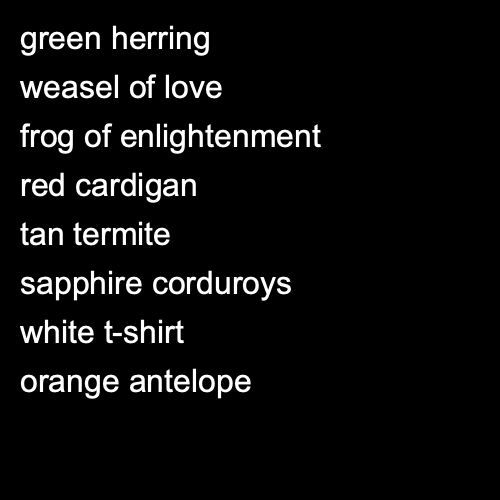 green herring
weasel of love
frog of enlightenment
red cardigan
tan termite
sapphire corduroys
white t-shirt
orange antelope